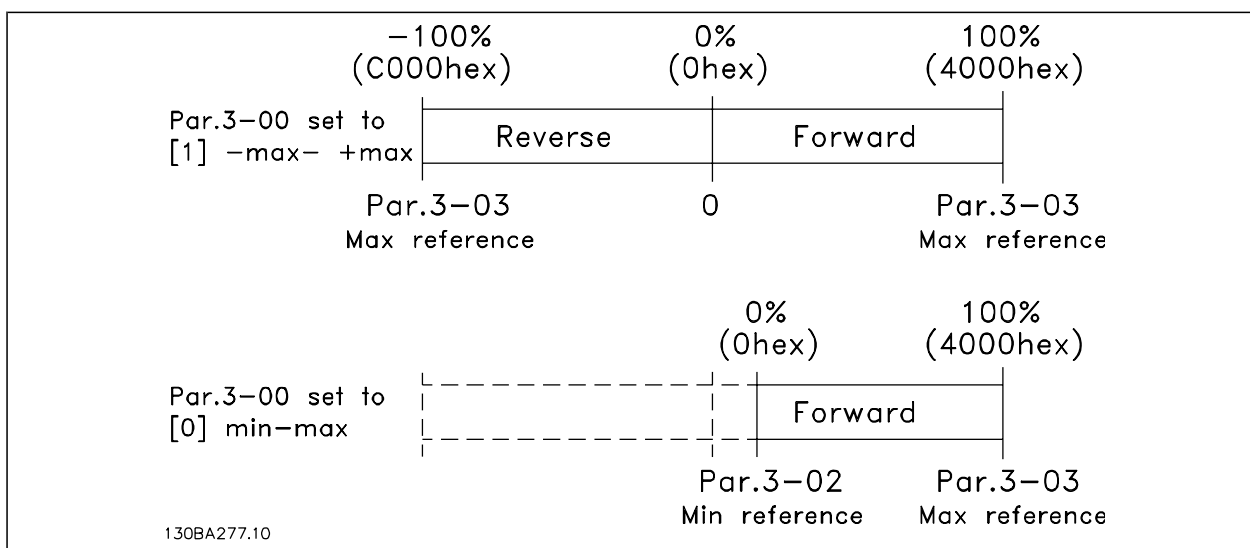 -100% 0% 100%
(C000hex) (0hex) (4000hex)
Par.3-00 set to
[1] -max- +max
Reverse Forward
Par.3-03 0 Par.3-03
Max reference Max reference
0% 100%
(0hex) (4000hex)
Par.3-00 set to
[0] min-max
Forward
Par.3-02 Par.3-03
Min reference Max reference
130BA277.10